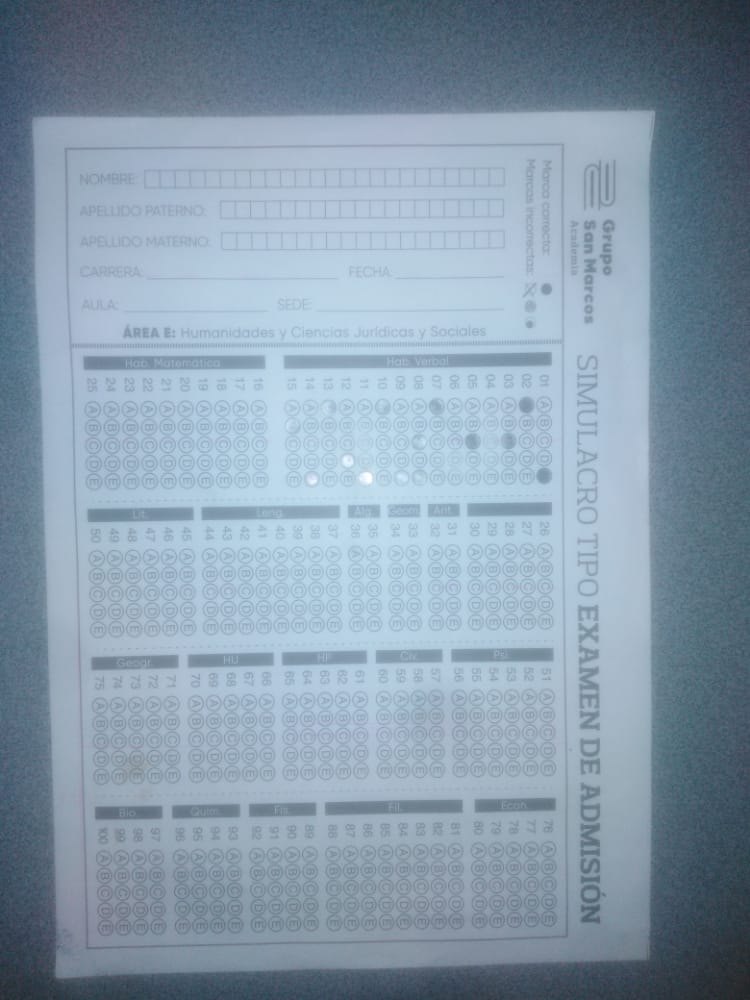 Grupo
San Marcos
Academia
SIMULACRO TIPO EXAMEN DE ADMISIÓN
Marca correcta:
Marcas incorrectas:
NOMBRE:
APELLIDO PATERNO:
APELLIDO MATERNO:
CARRERA: FECHA:
AULA: SEDE:
ÁREA E: Humanidades y Ciencias Jurídicas y Sociales
Hab. Verbal
01 A B C D E
02 A B C D E
03 A B C D E
04 A B C D E
05 A B C D E
06 A B C D E
07 A B C D E
08 A B C D E
09 A B C D E
10 A B C D E
11 A B C D E
12 A B C D E
13 A B C D E
14 A B C D E
15 A B C D E
Hab. Matemática
16 A B C D E
17 A B C D E
18 A B C D E
19 A B C D E
20 A B C D E
21 A B C D E
22 A B C D E
23 A B C D E
24 A B C D E
25 A B C D E
26 A B C D E
27 A B C D E
28 A B C D E
29 A B C D E
30 A B C D E
Arit.
31 A B C D E
32 A B C D E
Geom.
33 A B C D E
34 A B C D E
Álg.
35 A B C D E
36 A B C D E
Leng.
37 A B C D E
38 A B C D E
39 A B C D E
40 A B C D E
41 A B C D E
42 A B C D E
43 A B C D E
44 A B C D E
Lit.
45 A B C D E
46 A B C D E
47 A B C D E
48 A B C D E
49 A B C D E
50 A B C D E
Psi.
51 A B C D E
52 A B C D E
53 A B C D E
54 A B C D E
55 A B C D E
56 A B C D E
Cív.
57 A B C D E
58 A B C D E
59 A B C D E
60 A B C D E
HP
61 A B C D E
62 A B C D E
63 A B C D E
64 A B C D E
65 A B C D E
HU
66 A B C D E
67 A B C D E
68 A B C D E
69 A B C D E
70 A B C D E
Geogr.
71 A B C D E
72 A B C D E
73 A B C D E
74 A B C D E
75 A B C D E
Econ.
76 A B C D E
77 A B C D E
78 A B C D E
79 A B C D E
80 A B C D E
Fil.
81 A B C D E
82 A B C D E
83 A B C D E
84 A B C D E
85 A B C D E
86 A B C D E
87 A B C D E
88 A B C D E
Fís.
89 A B C D E
90 A B C D E
91 A B C D E
92 A B C D E
Quím.
93 A B C D E
94 A B C D E
95 A B C D E
96 A B C D E
Bio.
97 A B C D E
98 A B C D E
99 A B C D E
100 A B C D E